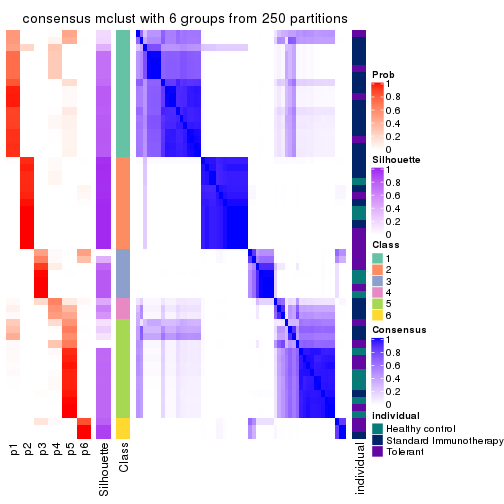 consensus mclust with 6 groups from 250 partitions
Prob
1
0.8
0.6
0.4
0.2
0
Silhouette
1
0.8
0.6
0.4
0.2
0
Class
1
2
3
4
5
6
Consensus
1
0.8
0.6
0.4
0.2
0
individual
Healthy control
Standard Immunotherapy
Tolerant
p1
p2
p3
p4
p5
p6
Silhouette
Class
individual